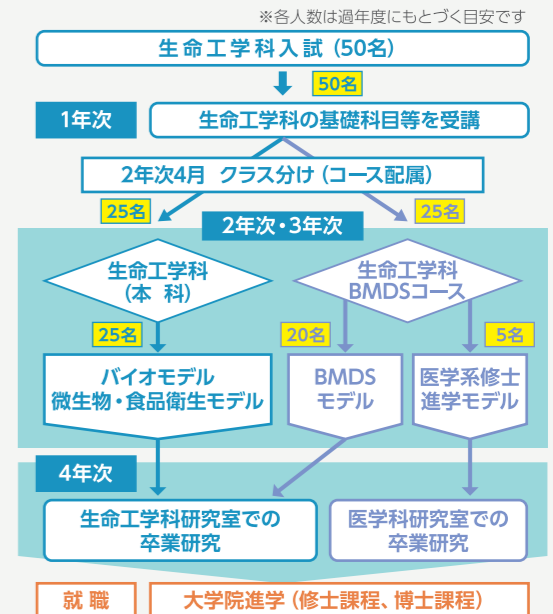 ※各人数は過年度にもとづく目安です
生命工学科入試（50名）
50名
1年次
生命工学科の基礎科目等を受講
2年次4月 クラス分け（コース配属）
25名
25名
2年次・3年次
生命工学科
（本 科）
生命工学科
BMDSコース
25名
20名
5名
バイオモデル
微生物・食品衛生モデル
BMDS
モデル
医学系修士
進学モデル
4年次
生命工学科研究室での
卒業研究
医学科研究室での
卒業研究
就 職
大学院進学（修士課程、博士課程）